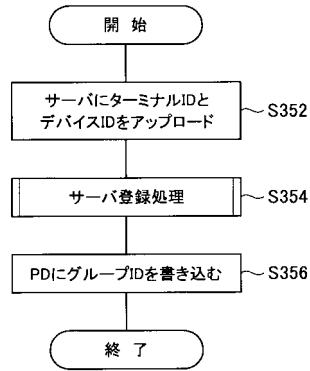 開 始
サーバにターミナルIDと
デバイスIDをアップロード
S352
サーバ登録処理
S354
PDにグループIDを書き込む
S356
終 了